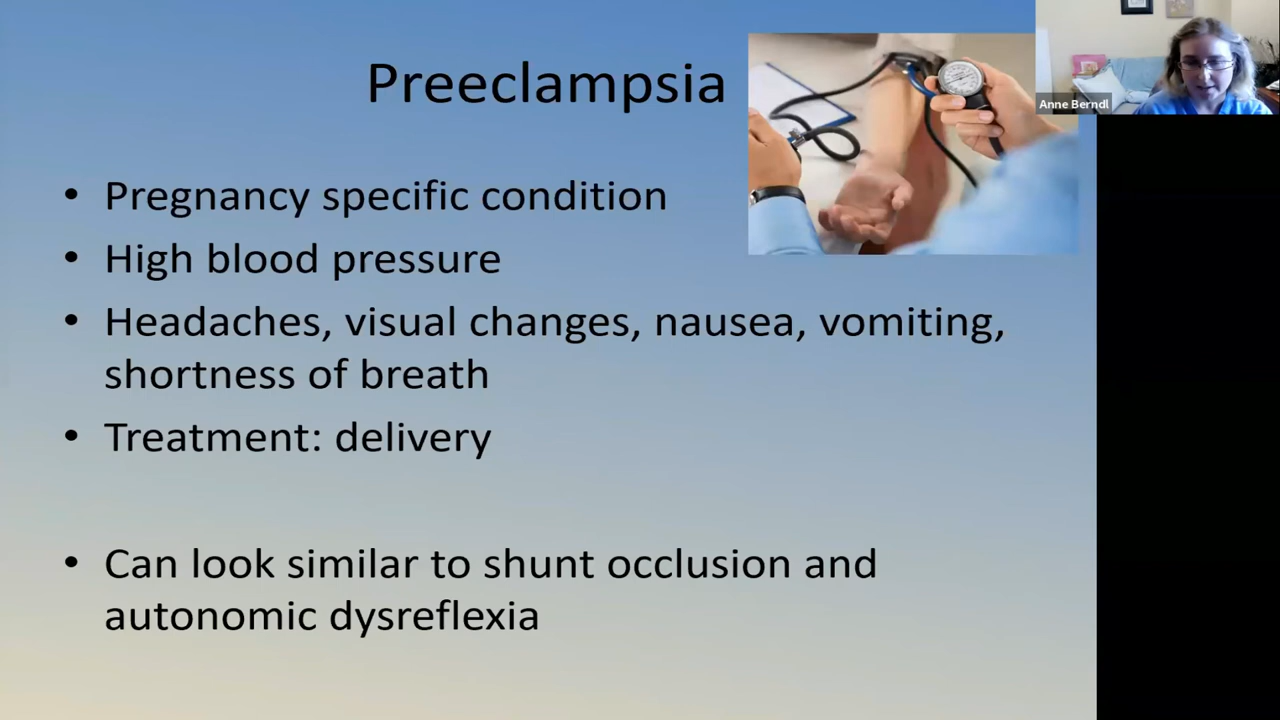 Preeclampsia
Anne Berndl
• Pregnancy specific condition
• High blood pressure
• Headaches, visual changes, nausea, vomiting,
shortness of breath
• Treatment: delivery
• Can look similar to shunt occlusion and
autonomic dysreflexia